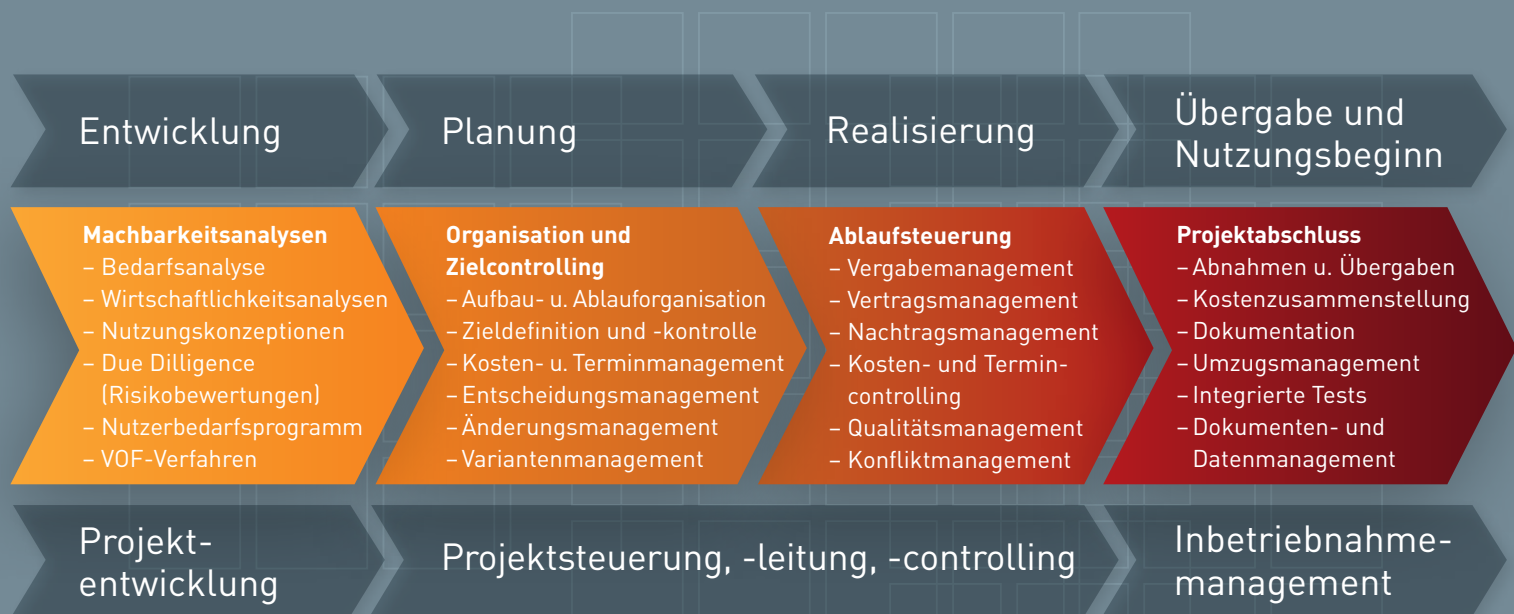 Entwicklung
Planung
Realisierung
Übergabe und
Nutzungsbeginn
Machbarkeitsanalysen
– Bedarfsanalyse
– Wirtschaftlichkeitsanalysen
– Nutzungskonzeptionen
– Due Dilligence
(Risikobewertungen)
– Nutzerbedarfsprogramm
– VOF-Verfahren
Organisation und
Zielcontrolling
– Aufbau- u. Ablauforganisation
– Zieldefinition und -kontrolle
– Kosten- u. Terminmanagement
– Entscheidungsmanagement
– Änderungsmanagement
– Variantenmanagement
Ablaufsteuerung
– Vergabemanagement
– Vertragsmanagement
– Nachtragsmanagement
– Kosten- und Termin-
controlling
– Qualitätsmanagement
– Konfliktmanagement
Projektabschluss
– Abnahmen u. Übergaben
– Kostenzusammenstellung
– Dokumentation
– Umzugsmanagement
– Integrierte Tests
– Dokumenten- und
Datenmanagement
Projekt-
entwicklung
Projektsteuerung, -leitung, -controlling
Inbetriebnahme-
management